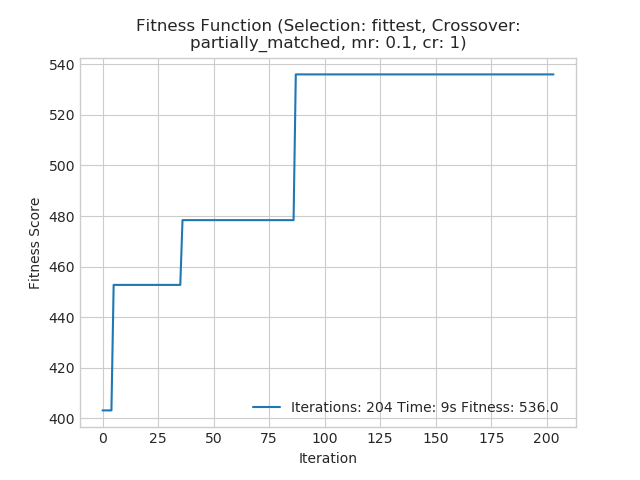 Fitness Function (Selection: fittest, Crossover:
partially_matched, mr: 0.1, cr: 1)
540
520
500
480
460
440
420
400
Fitness Score
Iterations: 204 Time: 9s Fitness: 536.0
0 25 50 75 100 125 150 175 200
Iteration